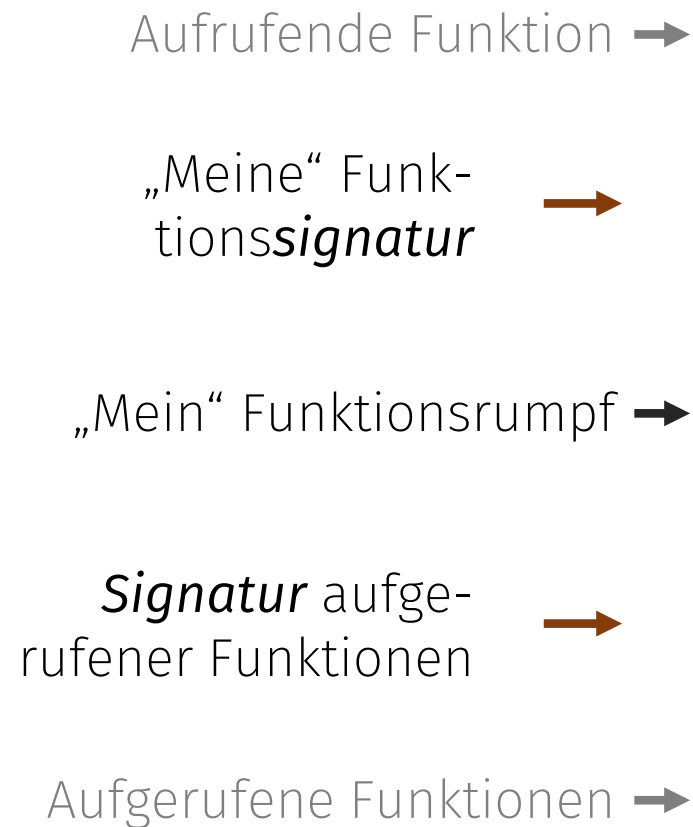 Aufrufende Funktion
„Meine“ Funk-
tionssignatur
„Mein“ Funktionsrumpf
Signatur aufge-
rufener Funktionen
Aufgerufene Funktionen